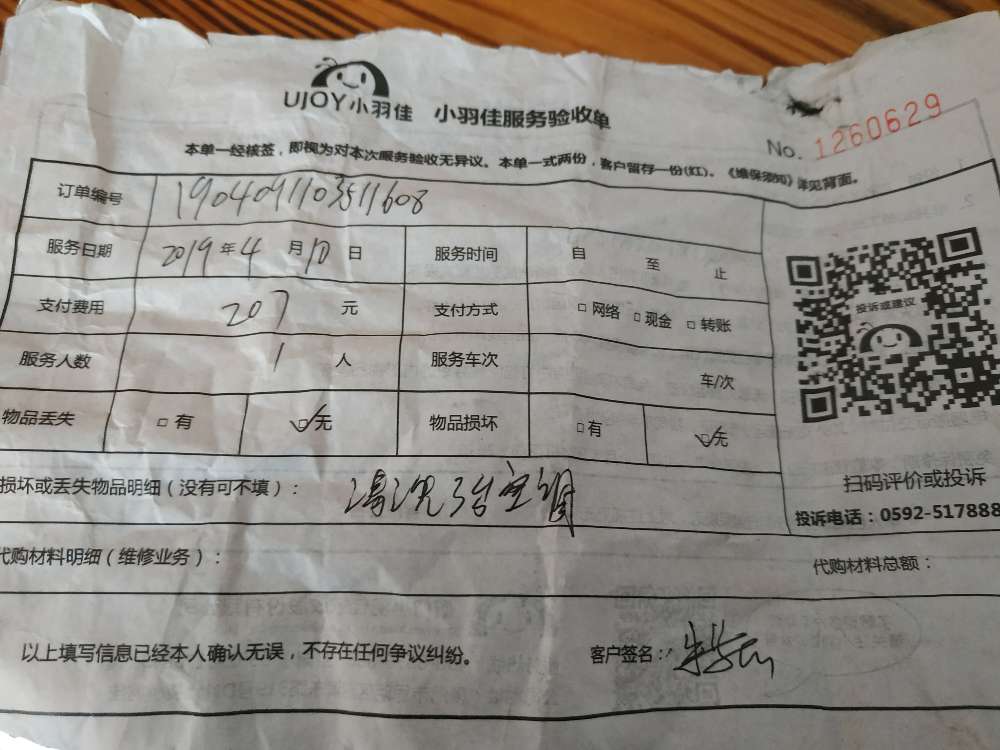 UJOY小羽佳 小羽佳服务验收单
No. 1260629
本单一经核签，即视为对本次服务验收无异议。本单一式两份，客户留存一份(红)。《维保须知》详见背面。
订单编号 1904091103511608
服务日期 2019年4月10日 服务时间 自 至 止
支付费用 207 元 支付方式 □网络 □现金 □转账
投诉或建议
服务人数 1 人 服务车次 车/次
物品丢失 □有 ☑无 物品损坏 □有 ☑无
扫码评价或投诉
损坏或丢失物品明细（没有可不填）： 清洗3台空调
投诉电话：0592-517888
代购材料明细（维修业务）： 代购材料总额：
以上填写信息已经本人确认无误，不存在任何争议纠纷。 客户签名：